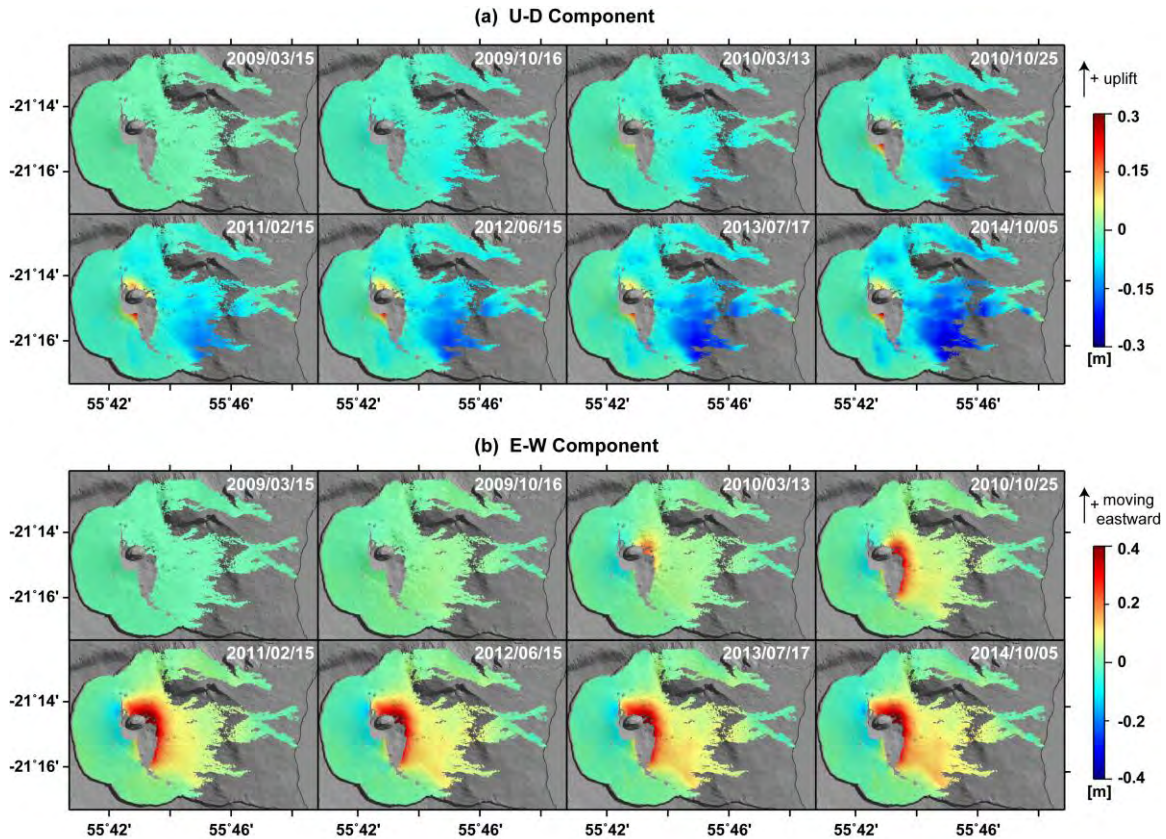 (a) U-D Component
2009/03/15 2009/10/16 2010/03/13 2010/10/25
+ uplift
-21°14'
-21°16'
0.3
0.15
0
-0.15
-0.3
[m]
2011/02/15 2012/06/15 2013/07/17 2014/10/05
-21°14'
-21°16'
55°42' 55°46' 55°42' 55°46' 55°42' 55°46' 55°42' 55°46'
(b) E-W Component
2009/03/15 2009/10/16 2010/03/13 2010/10/25
+ moving
eastward
-21°14'
-21°16'
0.4
0.2
0
-0.2
-0.4
[m]
2011/02/15 2012/06/15 2013/07/17 2014/10/05
-21°14'
-21°16'
55°42' 55°46' 55°42' 55°46' 55°42' 55°46' 55°42' 55°46'